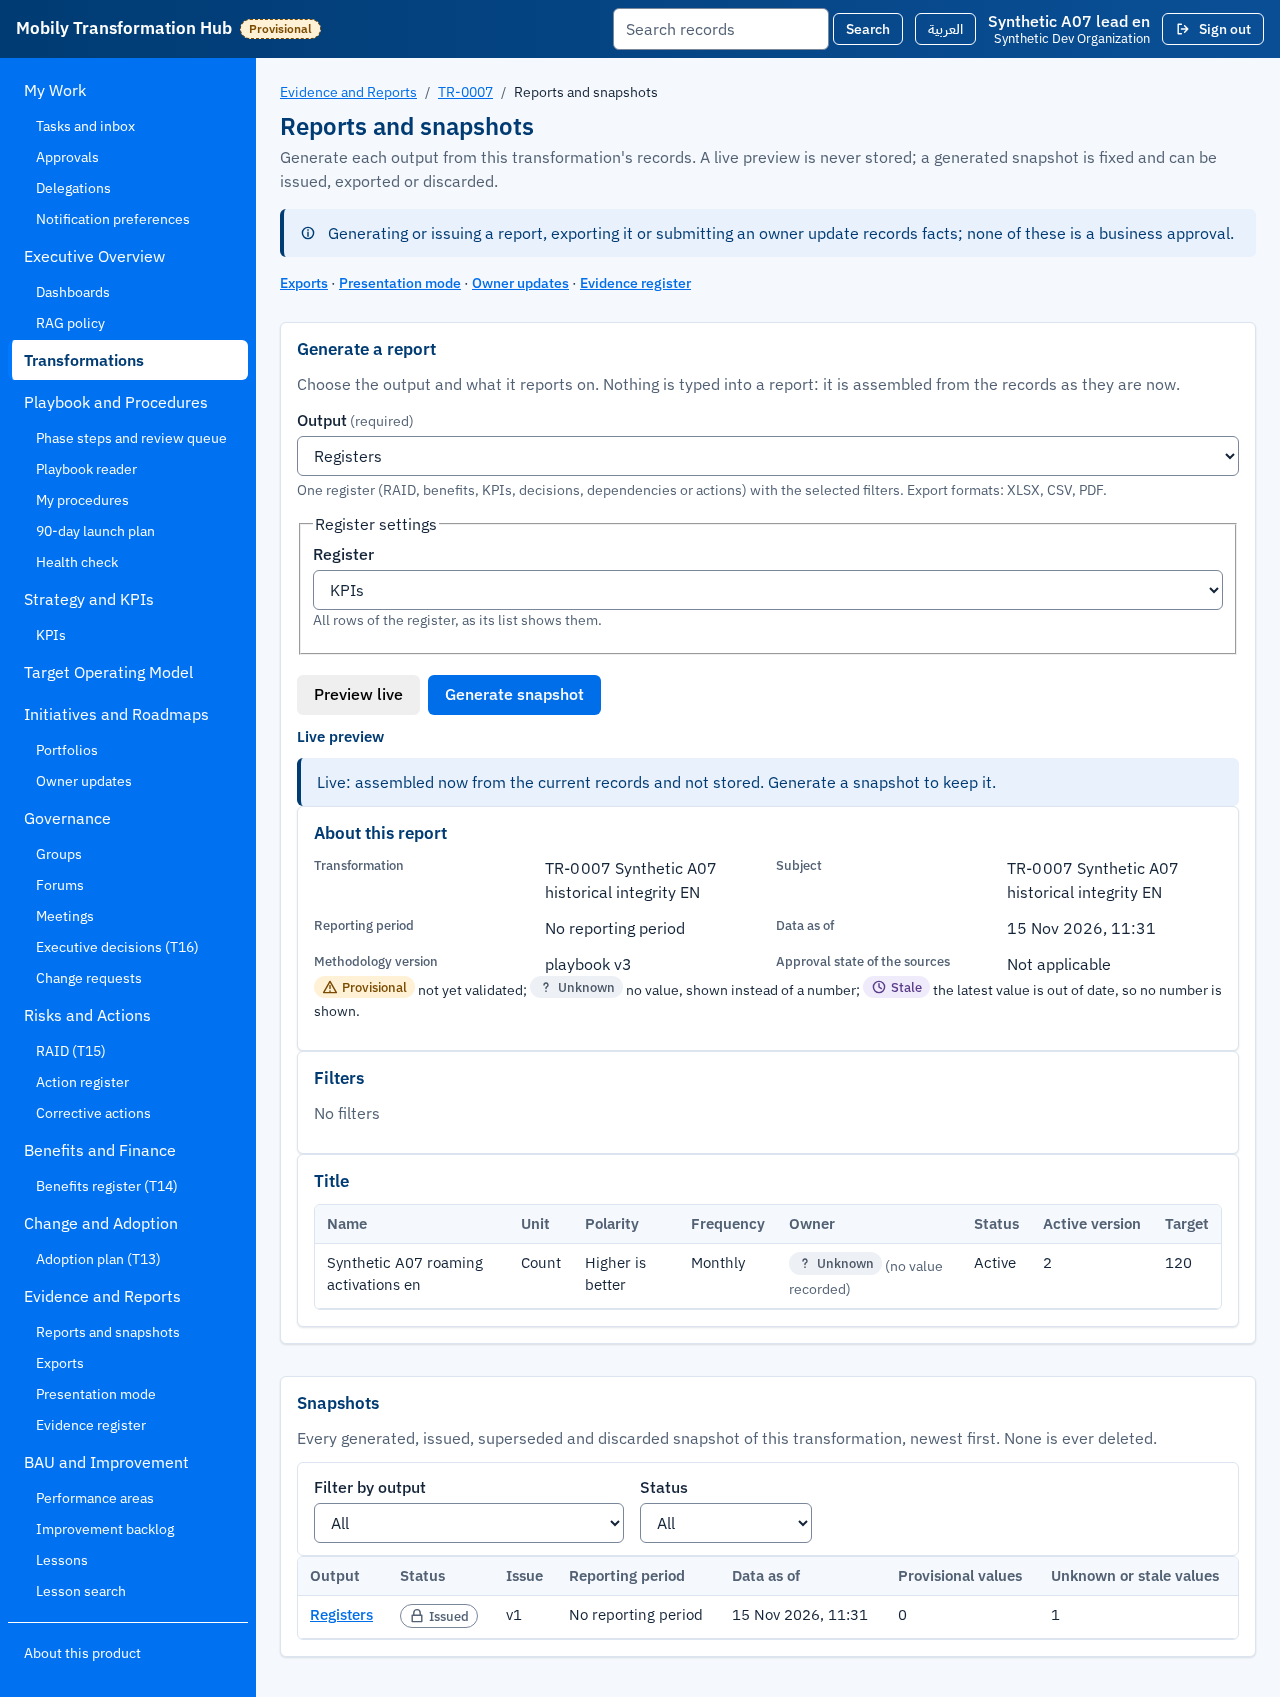 Mobily Transformation Hub
Provisional
Search records
Search
العربية
Synthetic A07 lead en
Synthetic Dev Organization
Sign out
My Work
Tasks and inbox
Approvals
Delegations
Notification preferences
Executive Overview
Dashboards
RAG policy
Transformations
Playbook and Procedures
Phase steps and review queue
Playbook reader
My procedures
90-day launch plan
Health check
Strategy and KPIs
KPIs
Target Operating Model
Initiatives and Roadmaps
Portfolios
Owner updates
Governance
Groups
Forums
Meetings
Executive decisions (T16)
Change requests
Risks and Actions
RAID (T15)
Action register
Corrective actions
Benefits and Finance
Benefits register (T14)
Change and Adoption
Adoption plan (T13)
Evidence and Reports
Reports and snapshots
Exports
Presentation mode
Evidence register
BAU and Improvement
Performance areas
Improvement backlog
Lessons
Lesson search
About this product
Evidence and Reports / TR-0007 / Reports and snapshots
Reports and snapshots
Generate each output from this transformation's records. A live preview is never stored; a generated snapshot is fixed and can be
issued, exported or discarded.
Generating or issuing a report, exporting it or submitting an owner update records facts; none of these is a business approval.
Exports · Presentation mode · Owner updates · Evidence register
Generate a report
Choose the output and what it reports on. Nothing is typed into a report: it is assembled from the records as they are now.
Output (required)
Registers
One register (RAID, benefits, KPIs, decisions, dependencies or actions) with the selected filters. Export formats: XLSX, CSV, PDF.
Register settings
Register
KPIs
All rows of the register, as its list shows them.
Preview live
Generate snapshot
Live preview
Live: assembled now from the current records and not stored. Generate a snapshot to keep it.
About this report
Transformation
TR-0007 Synthetic A07
historical integrity EN
Subject
TR-0007 Synthetic A07
historical integrity EN
Reporting period
No reporting period
Data as of
15 Nov 2026, 11:31
Methodology version
playbook v3
Approval state of the sources
Not applicable
Provisional not yet validated; ? Unknown no value, shown instead of a number; Stale the latest value is out of date, so no number is
shown.
Filters
No filters
Title
Name Unit Polarity Frequency Owner Status Active version Target
Synthetic A07 roaming
activations en
Count
Higher is
better
Monthly
? Unknown (no value
recorded)
Active
2
120
Snapshots
Every generated, issued, superseded and discarded snapshot of this transformation, newest first. None is ever deleted.
Filter by output
All
Status
All
Output Status Issue Reporting period Data as of Provisional values Unknown or stale values
Registers Issued v1 No reporting period 15 Nov 2026, 11:31 0 1